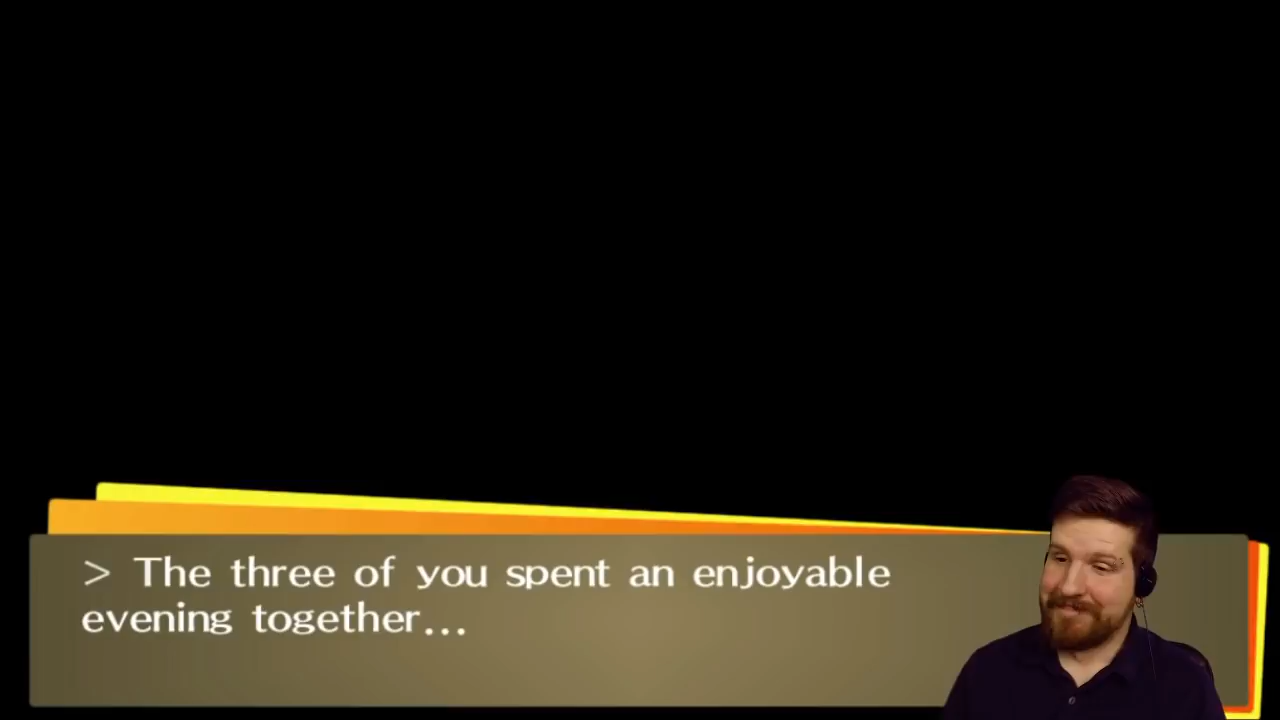 > The three of you spent an enjoyable
evening together...